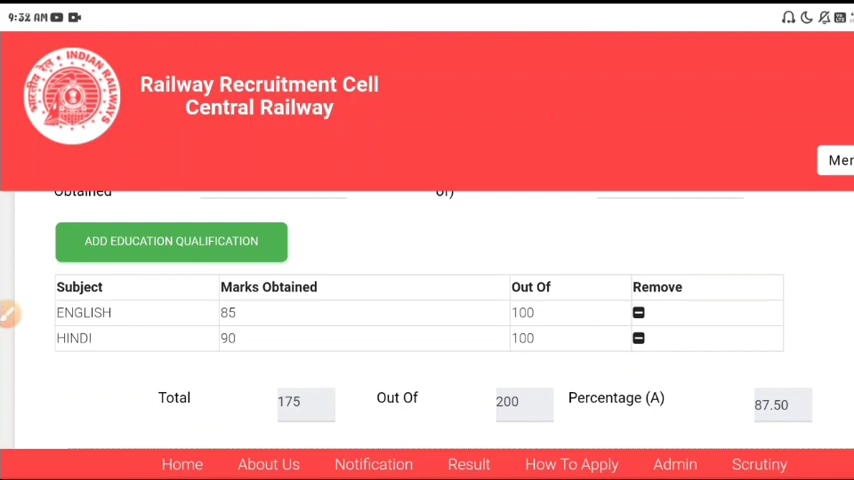 9:32 AM
INDIAN RAILWAYS
भारतीय रेल
Railway Recruitment Cell
Central Railway
Men
Obtained
of)
ADD EDUCATION QUALIFICATION
Subject Marks Obtained Out Of Remove
ENGLISH 85 100
HINDI 90 100
Total 175 Out Of 200 Percentage (A) 87.50
Home About Us Notification Result How To Apply Admin Scrutiny